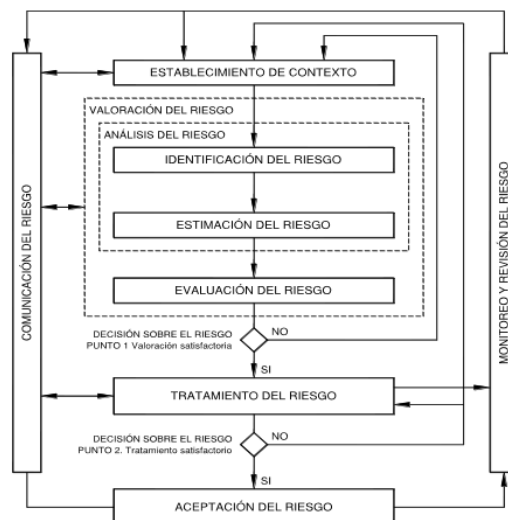 ESTABLECIMIENTO DE CONTEXTO
VALORACIÓN DEL RIESGO
ANÁLISIS DEL RIESGO
IDENTIFICACIÓN DEL RIESGO
ESTIMACIÓN DEL RIESGO
EVALUACIÓN DEL RIESGO
DECISIÓN SOBRE EL RIESGO
PUNTO 1 Valoración satisfactoria
NO
SI
TRATAMIENTO DEL RIESGO
DECISIÓN SOBRE EL RIESGO
PUNTO 2. Tratamiento satisfactorio
NO
SI
ACEPTACIÓN DEL RIESGO
COMUNICACIÓN DEL RIESGO
MONITOREO Y REVISIÓN DEL RIESGO